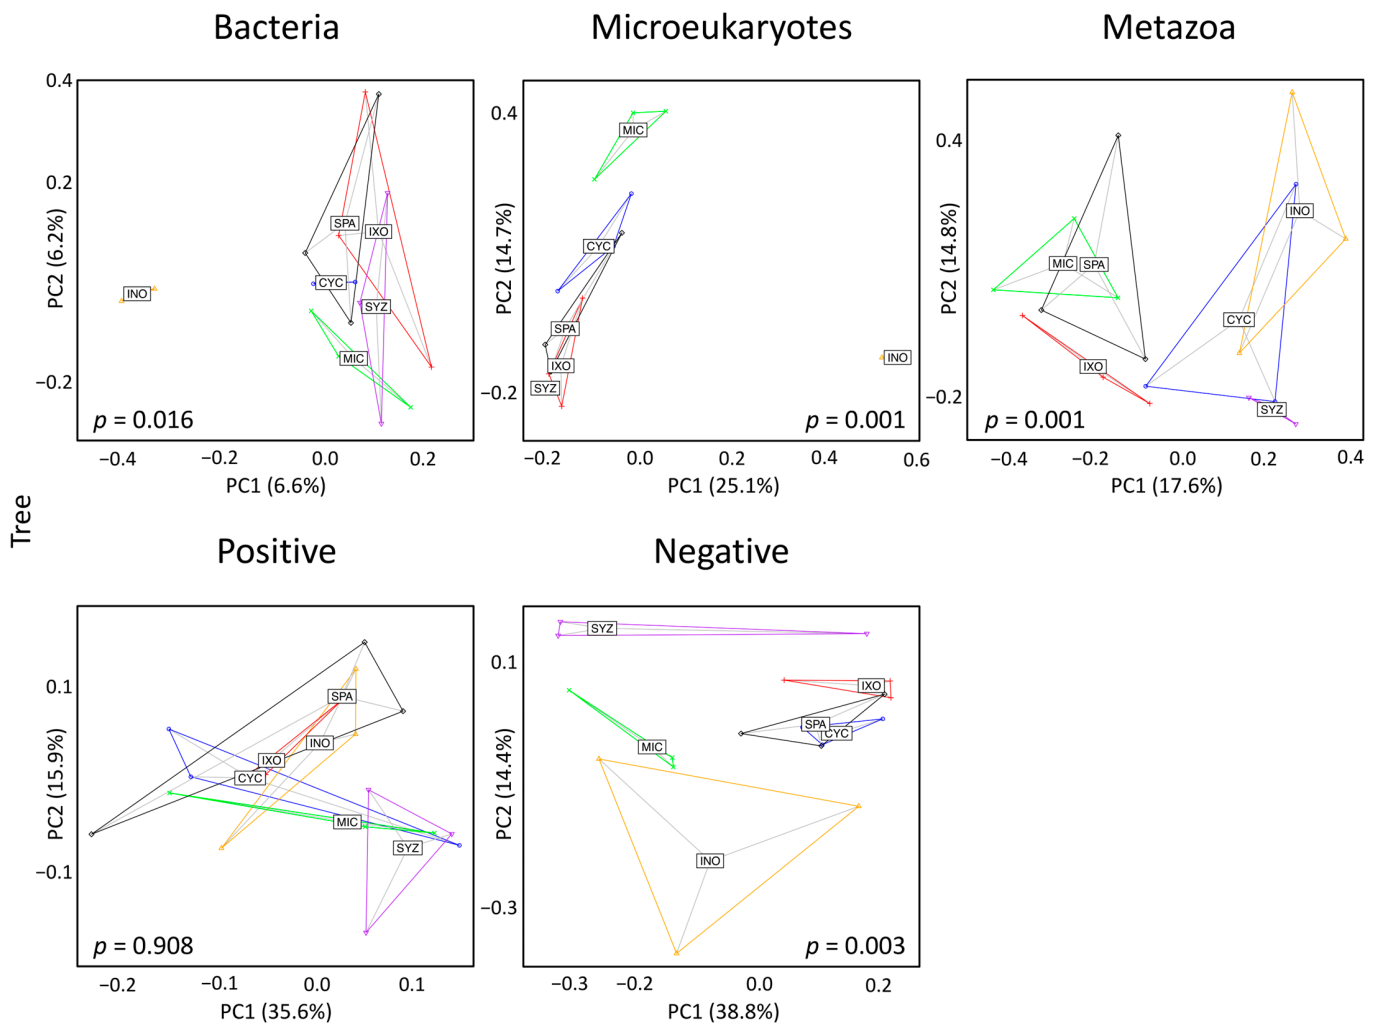 Bacteria
Microeukaryotes
Metazoa
0.4
0.2
−0.2
PC2 (6.2%)
SPA
IXO
CYC
INO
SYZ
MIC
p = 0.016
−0.4
−0.2
0.0
0.2
PC1 (6.6%)
0.4
−0.2
PC2 (14.7%)
MIC
CYC
SPA
IXO
SYZ
INO
p = 0.001
−0.2
0.0
0.2
0.4
0.6
PC1 (25.1%)
0.4
−0.2
PC2 (14.8%)
INO
MIC
SPA
CYC
IXO
SYZ
p = 0.001
−0.4
−0.2
0.0
0.2
0.4
PC1 (17.6%)
Tree
Positive
Negative
0.1
−0.1
PC2 (15.9%)
SPA
INO
IXO
CYC
MIC
SYZ
p = 0.908
−0.2
−0.1
0.0
0.1
PC1 (35.6%)
0.1
−0.3
PC2 (14.4%)
SYZ
IXO
SPA
CYC
MIC
INO
p = 0.003
−0.3
−0.2
0.0
0.2
PC1 (38.8%)